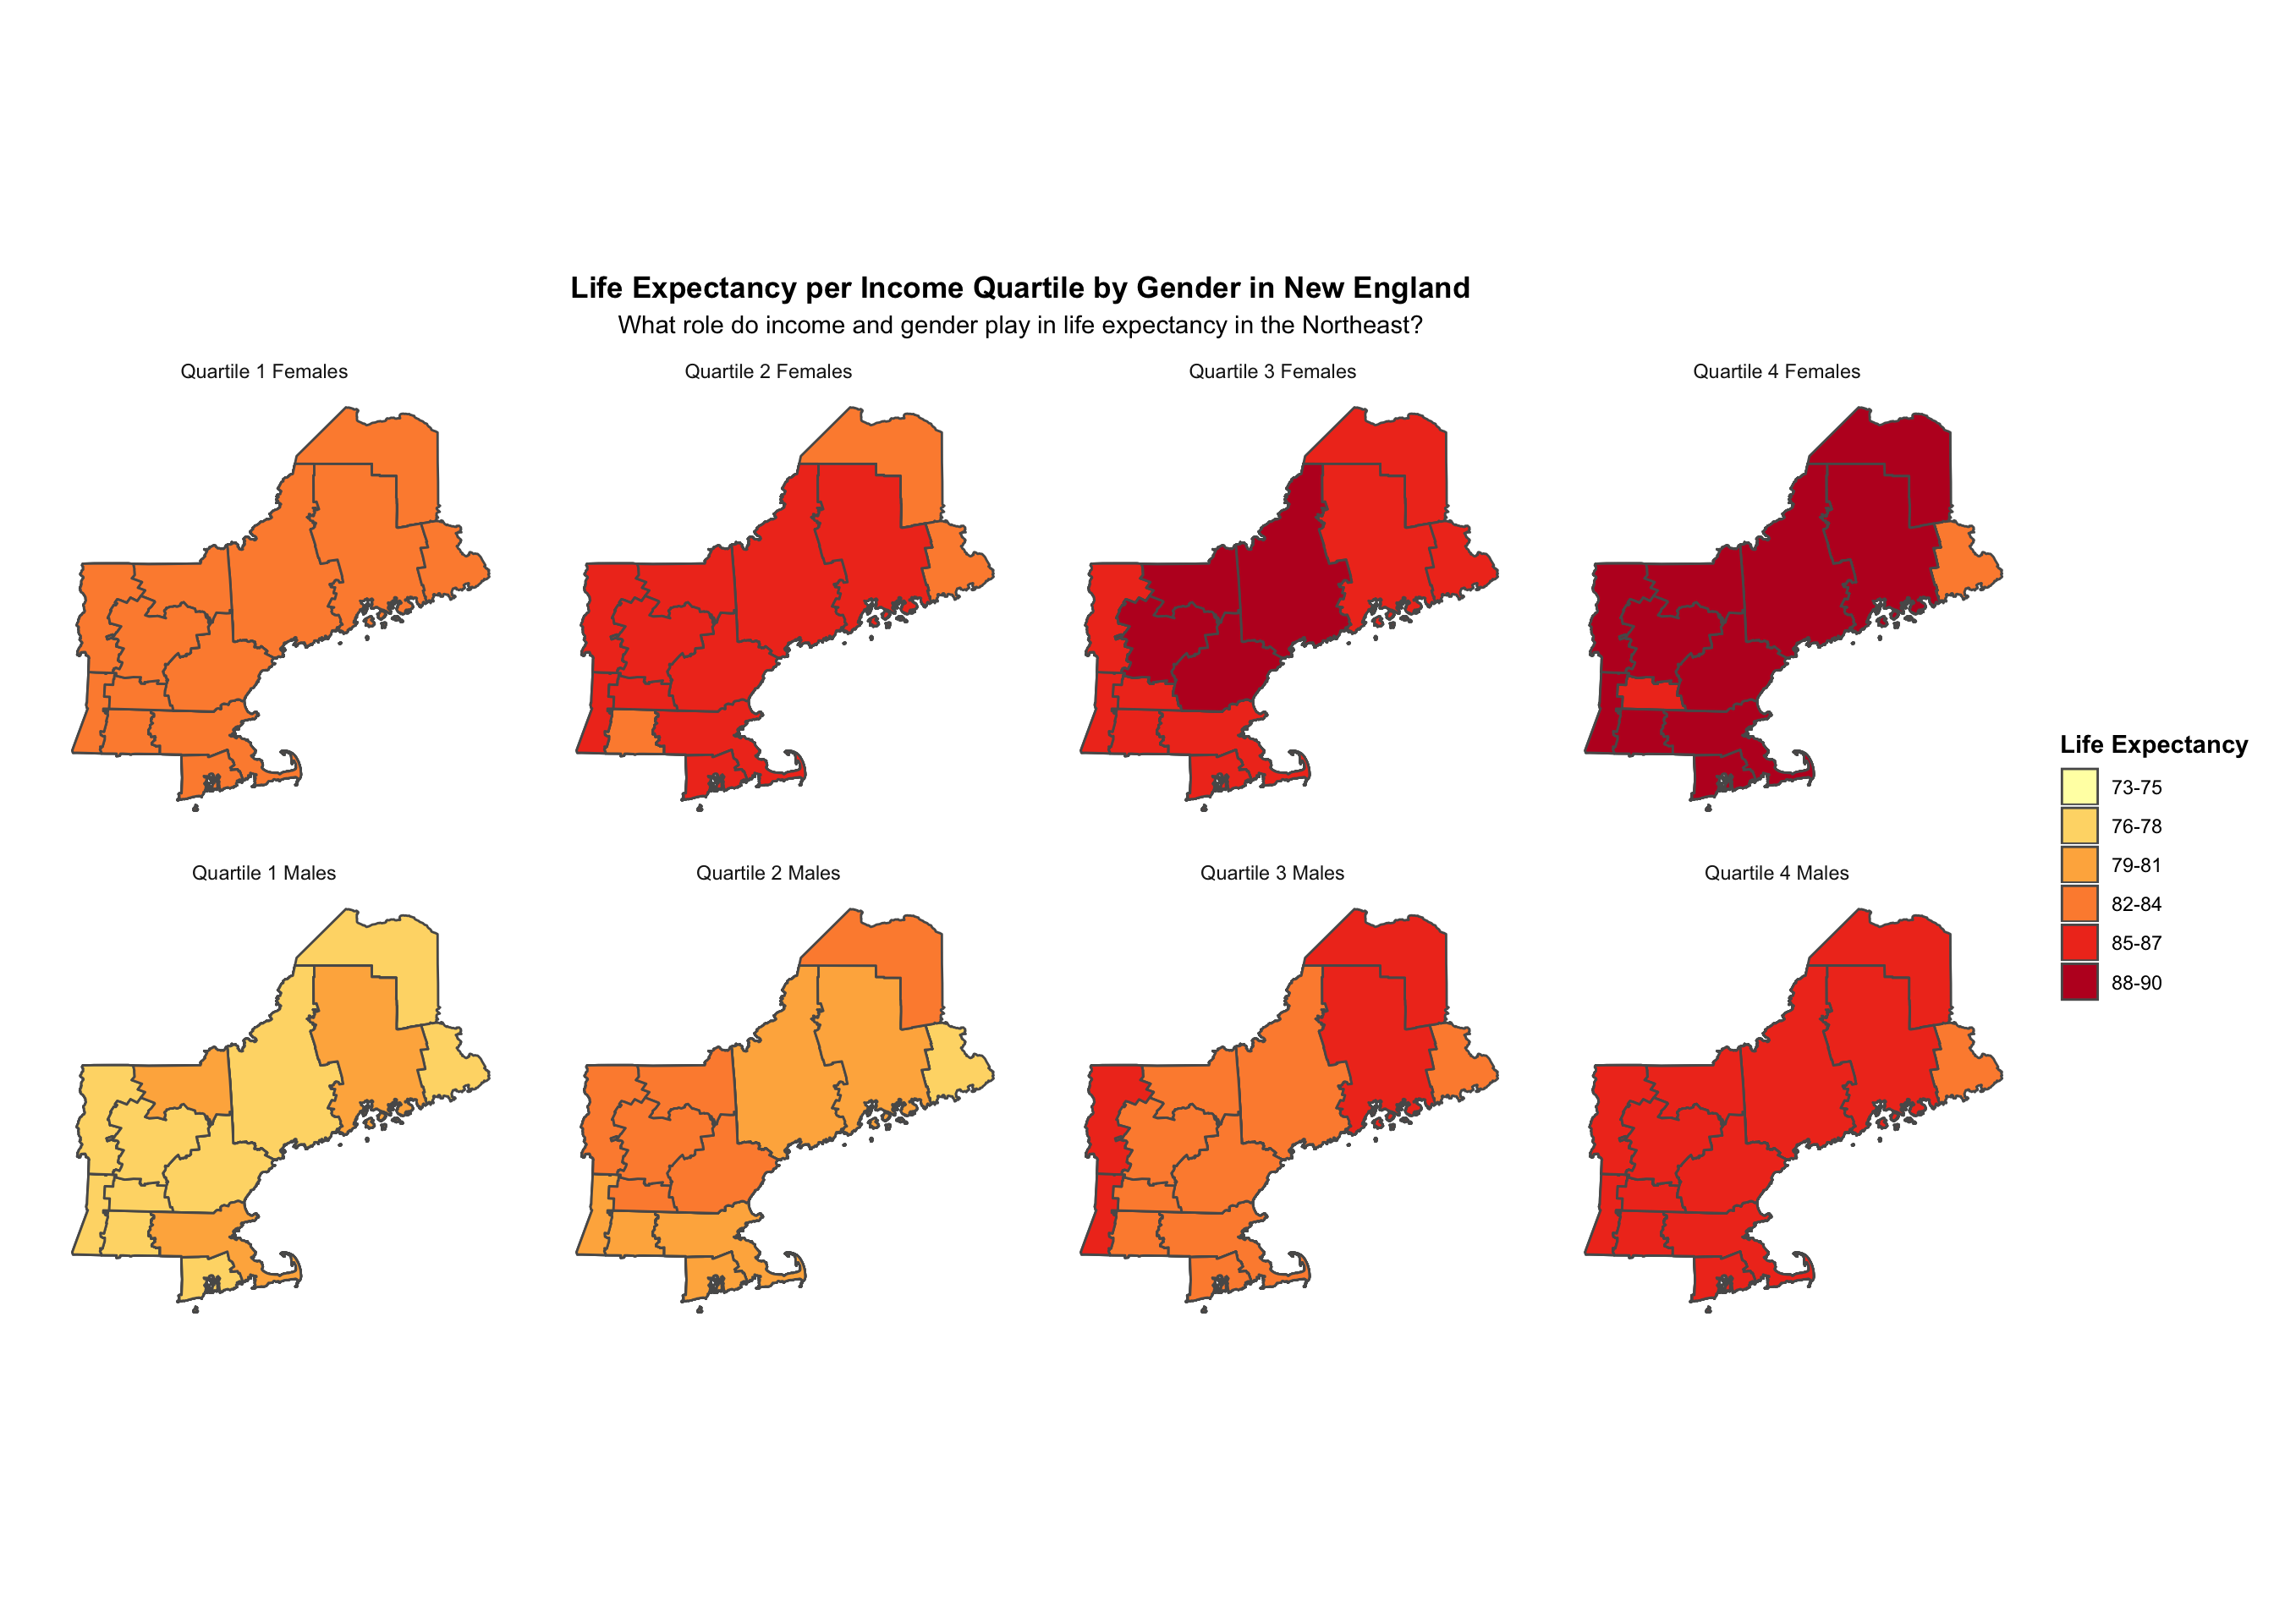 Life Expectancy per Income Quartile by Gender in New England
What role do income and gender play in life expectancy in the Northeast?
Quartile 1 Females
Quartile 2 Females
Quartile 3 Females
Quartile 4 Females
Quartile 1 Males
Quartile 2 Males
Quartile 3 Males
Quartile 4 Males
Life Expectancy
73-75
76-78
79-81
82-84
85-87
88-90